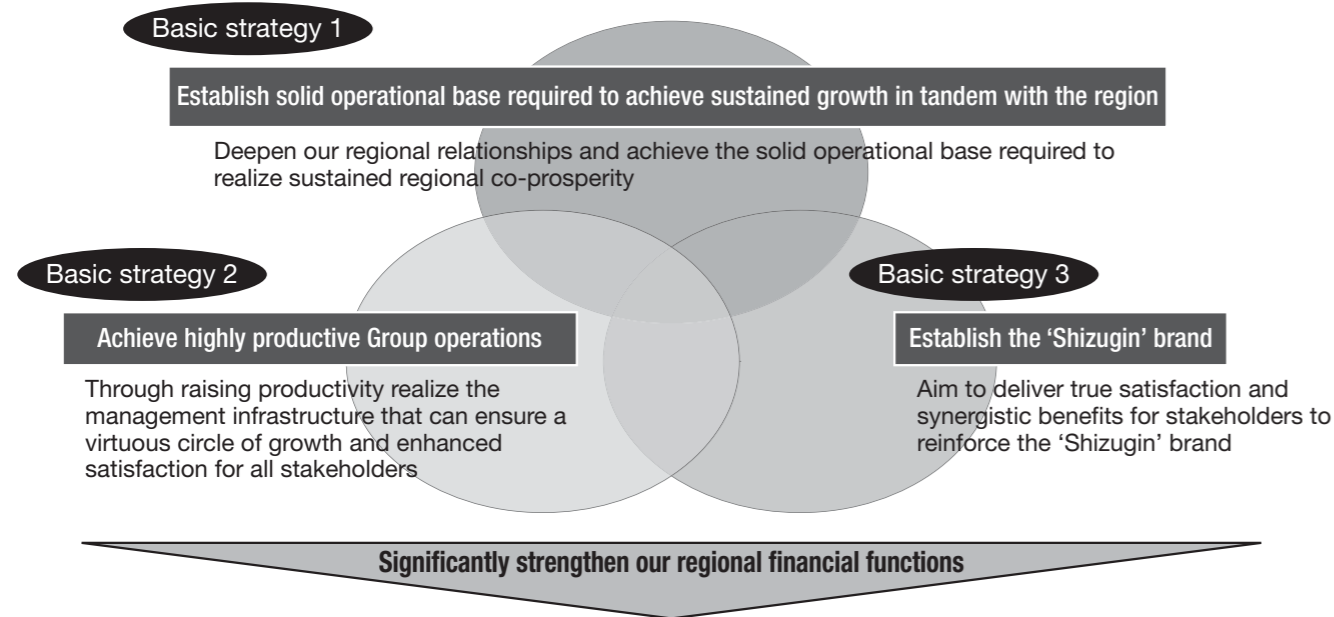 Basic strategy 1
Establish solid operational base required to achieve sustained growth in tandem with the region
Deepen our regional relationships and achieve the solid operational base required to
realize sustained regional co-prosperity
Basic strategy 2
Achieve highly productive Group operations
Through raising productivity realize the
management infrastructure that can ensure a
virtuous circle of growth and enhanced
satisfaction for all stakeholders
Basic strategy 3
Establish the ‘Shizugin’ brand
Aim to deliver true satisfaction and
synergistic benefits for stakeholders to
reinforce the ‘Shizugin’ brand
Significantly strengthen our regional financial functions